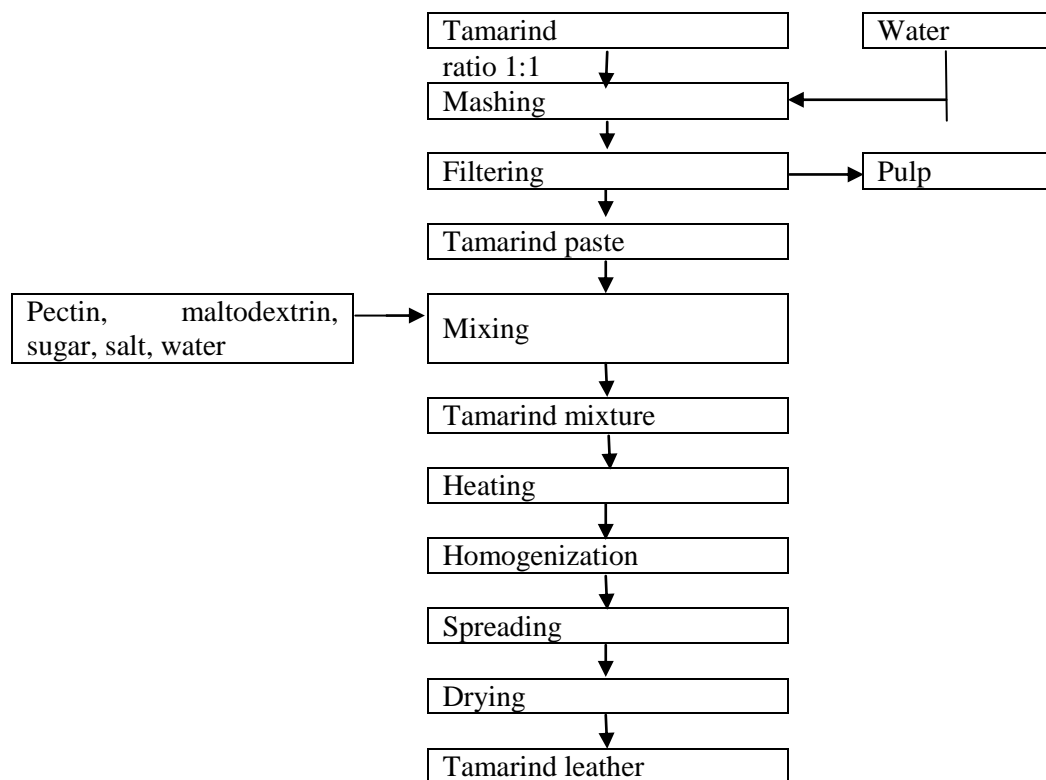 Tamarind
Water
ratio 1:1
Mashing
Filtering
Pulp
Tamarind paste
Pectin, maltodextrin,
sugar, salt, water
Mixing
Tamarind mixture
Heating
Homogenization
Spreading
Drying
Tamarind leather